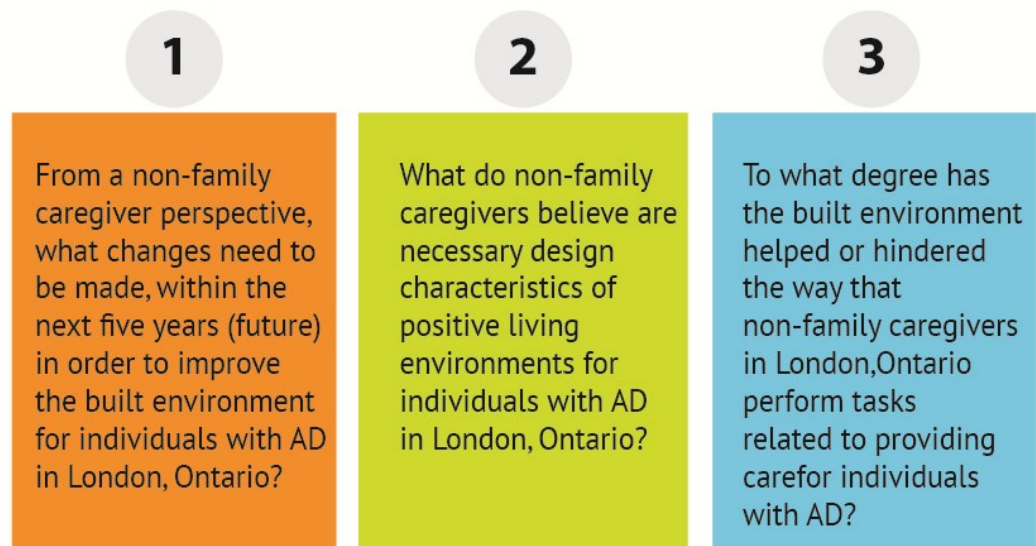 1
From a non-family
caregiver perspective,
what changes need to
be made, within the
next five years (future)
in order to improve
the built environment
for individuals with AD
in London, Ontario?
2
What do non-family
caregivers believe are
necessary design
characteristics of
positive living
environments for
individuals with AD
in London, Ontario?
3
To what degree has
the built environment
helped or hindered
the way that
non-family caregivers
in London,Ontario
perform tasks
related to providing
carefor individuals
with AD?